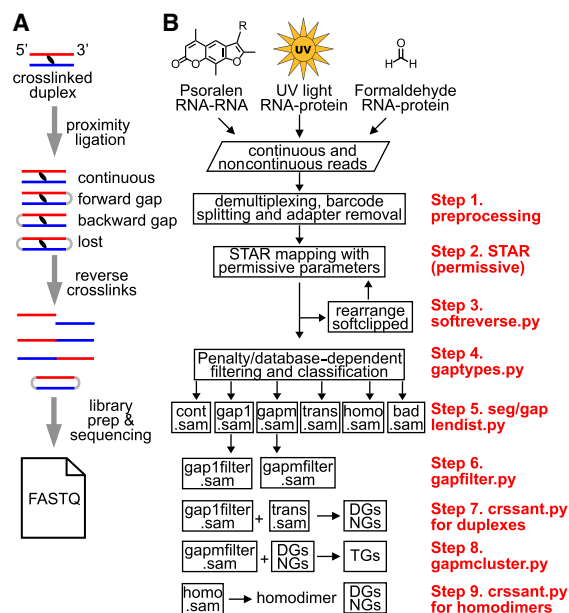 A
5’ 3’
crosslinked
duplex
proximity
ligation
continuous
forward gap
backward gap
lost
reverse
crosslinks
library
prep &
sequencing
FASTQ
B
R
O O O
UV
O
H H
Psoralen
RNA-RNA
UV light
RNA-protein
Formaldehyde
RNA-protein
continuous and
noncontinuous reads
demultiplexing, barcode
splitting and adapter removal
Step 1.
preprocessing
STAR mapping with
permissive parameters
Step 2. STAR
(permissive)
rearrange
softclipped
Step 3.
softreverse.py
Penalty/database-dependent
filtering and classification
Step 4.
gaptypes.py
cont
.sam
gap1
.sam
gapm
.sam
trans
.sam
homo
.sam
bad
.sam
Step 5. seg/gap
lendist.py
gap1filter
.sam
gapmfilter
.sam
Step 6.
gapfilter.py
gap1filter
.sam
+
trans
.sam
DGs
NGs
Step 7. crssant.py
for duplexes
gapmfilter
.sam
+
DGs
NGs
TGs
Step 8.
gapmcluster.py
homo
.sam
homodimer
DGs
NGs
Step 9. crssant.py
for homodimers